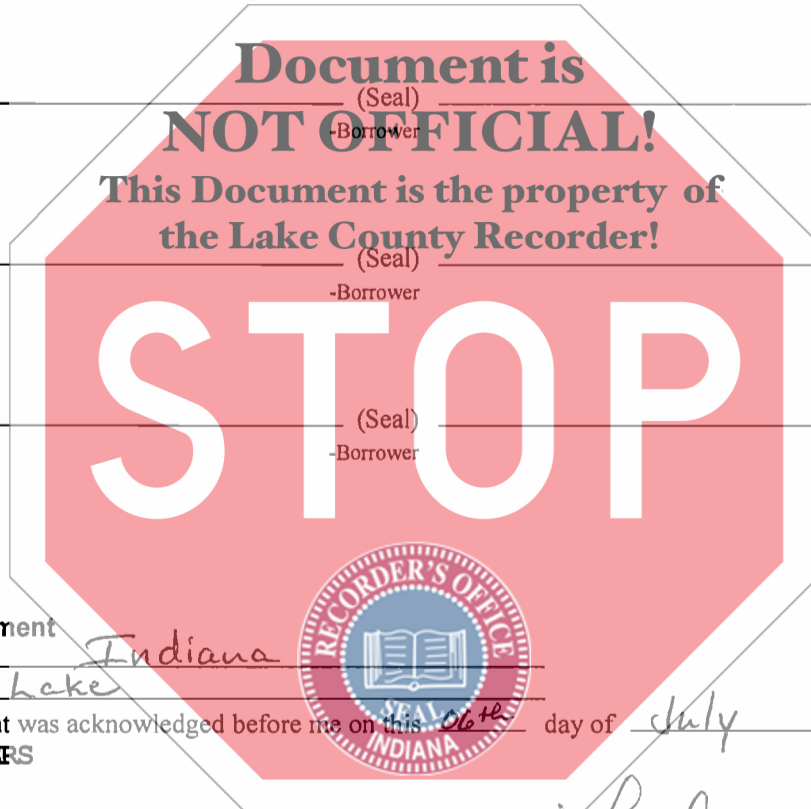 Document is
(Seal)
-Borrower
NOT OFFICIAL!
This Document is the property of
the Lake County Recorder!
(Seal)
-Borrower
STOP
(Seal)
-Borrower
RECORDER'S OFFICE
SEAL
INDIANA
ment
Indiana
Lake
t was acknowledged before me on this 06th day of July
RS